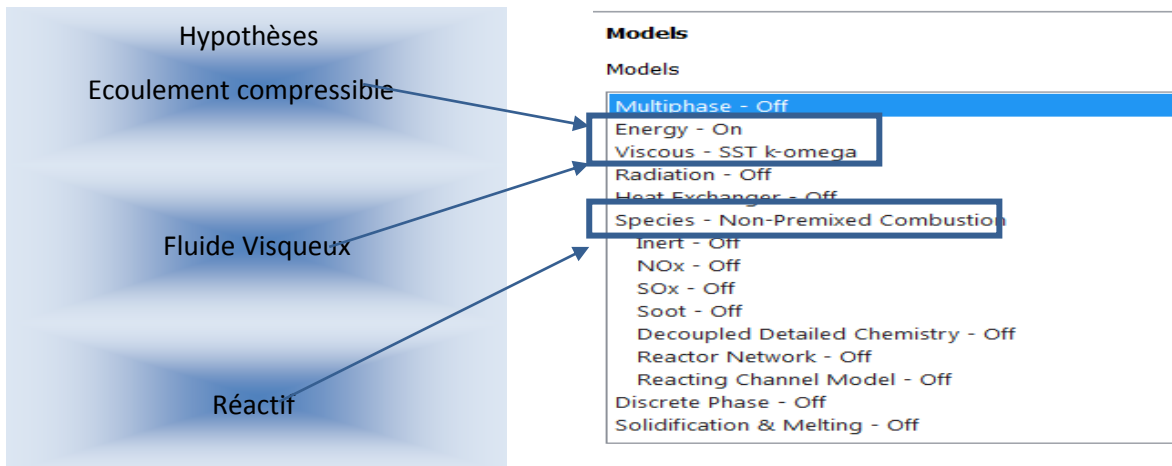 Hypothèses
Ecoulement compressible
Fluide Visqueux
Réactif
Models
Models
Multiphase - Off
Energy - On
Viscous - SST k-omega
Radiation - Off
Heat Exchanger - Off
Species - Non-Premixed Combustion
Inert - Off
NOx - Off
SOx - Off
Soot - Off
Decoupled Detailed Chemistry - Off
Reactor Network - Off
Reacting Channel Model - Off
Discrete Phase - Off
Solidification & Melting - Off